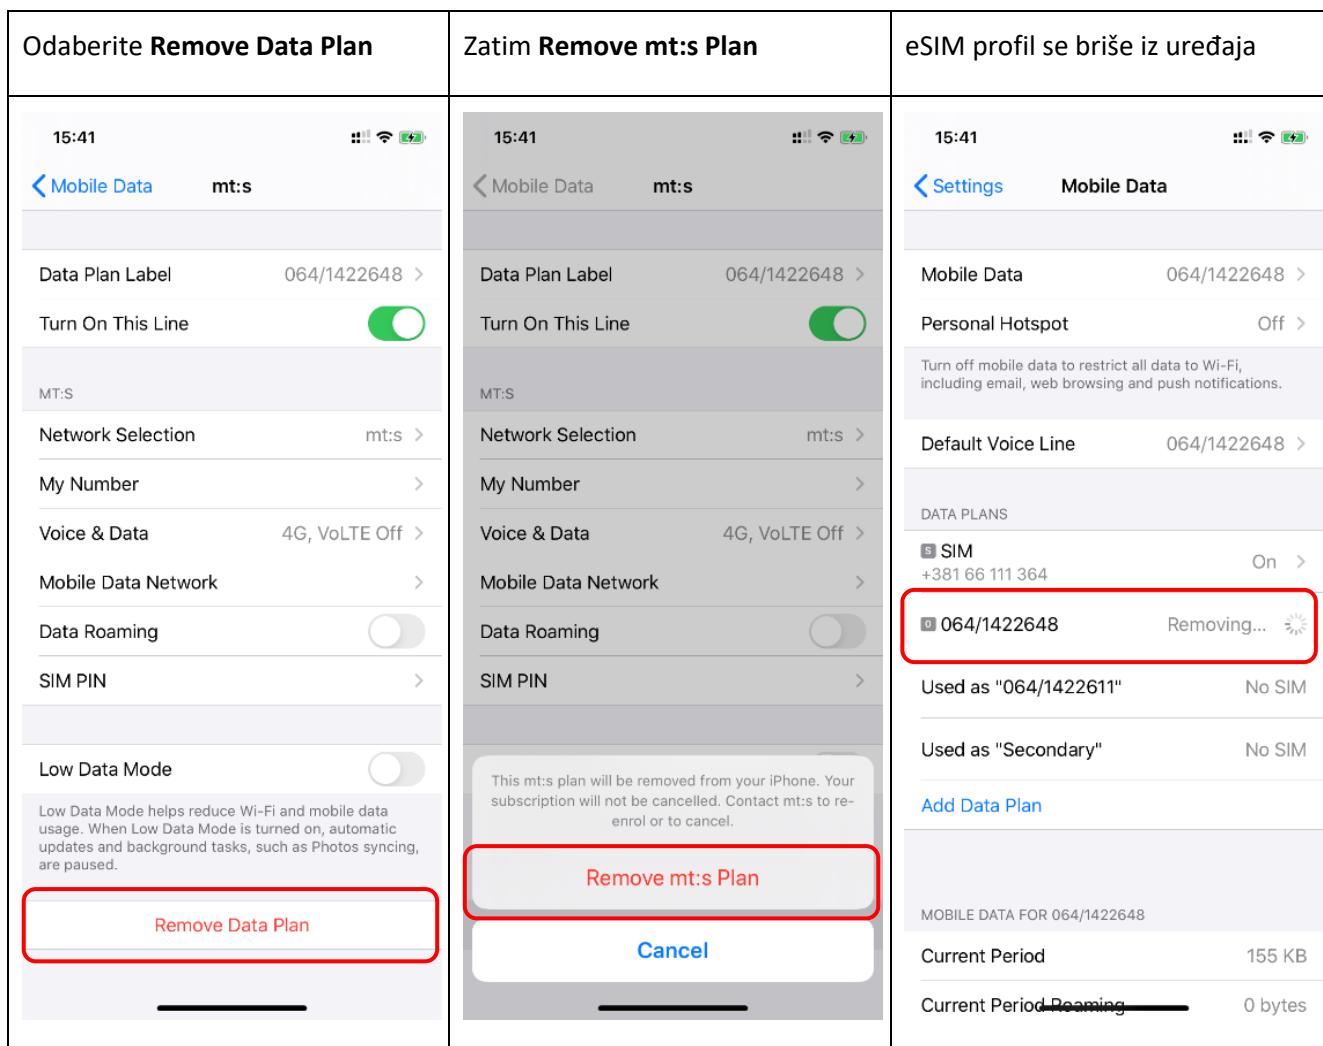 Odaberite Remove Data Plan
15:41
Mobile Data
mt:s
Data Plan Label 064/1422648
Turn On This Line
MT:S
Network Selection mt:s
My Number
Voice & Data 4G, VoLTE Off
Mobile Data Network
Data Roaming
SIM PIN
Low Data Mode
Low Data Mode helps reduce Wi-Fi and mobile data
usage. When Low Data Mode is turned on, automatic
updates and background tasks, such as Photos syncing,
are paused.
Remove Data Plan
Zatim Remove mt:s Plan
15:41
Mobile Data
mt:s
Data Plan Label 064/1422648
Turn On This Line
MT:S
Network Selection mt:s
My Number
Voice & Data 4G, VoLTE Off
Mobile Data Network
Data Roaming
SIM PIN
This mt:s plan will be removed from your iPhone. Your
subscription will not be cancelled. Contact mt:s to re-
enrol or to cancel.
Remove mt:s Plan
Cancel
eSIM profil se briše iz uređaja
15:41
Settings
Mobile Data
Mobile Data 064/1422648
Personal Hotspot Off
Turn off mobile data to restrict all data to Wi-Fi,
including email, web browsing and push notifications.
Default Voice Line 064/1422648
DATA PLANS
S SIM On
+381 66 111 364
O 064/1422648 Removing...
Used as "064/1422611" No SIM
Used as "Secondary" No SIM
Add Data Plan
MOBILE DATA FOR 064/1422648
Current Period 155 KB
Current Period Roaming 0 bytes